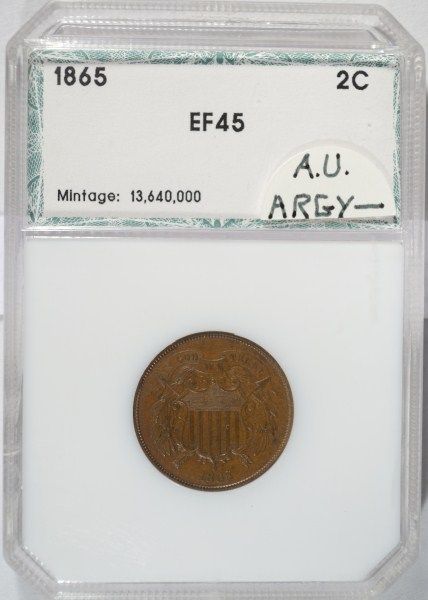 1865 2C
EF45
Mintage: 13,640,000
A.U.
ARGY—